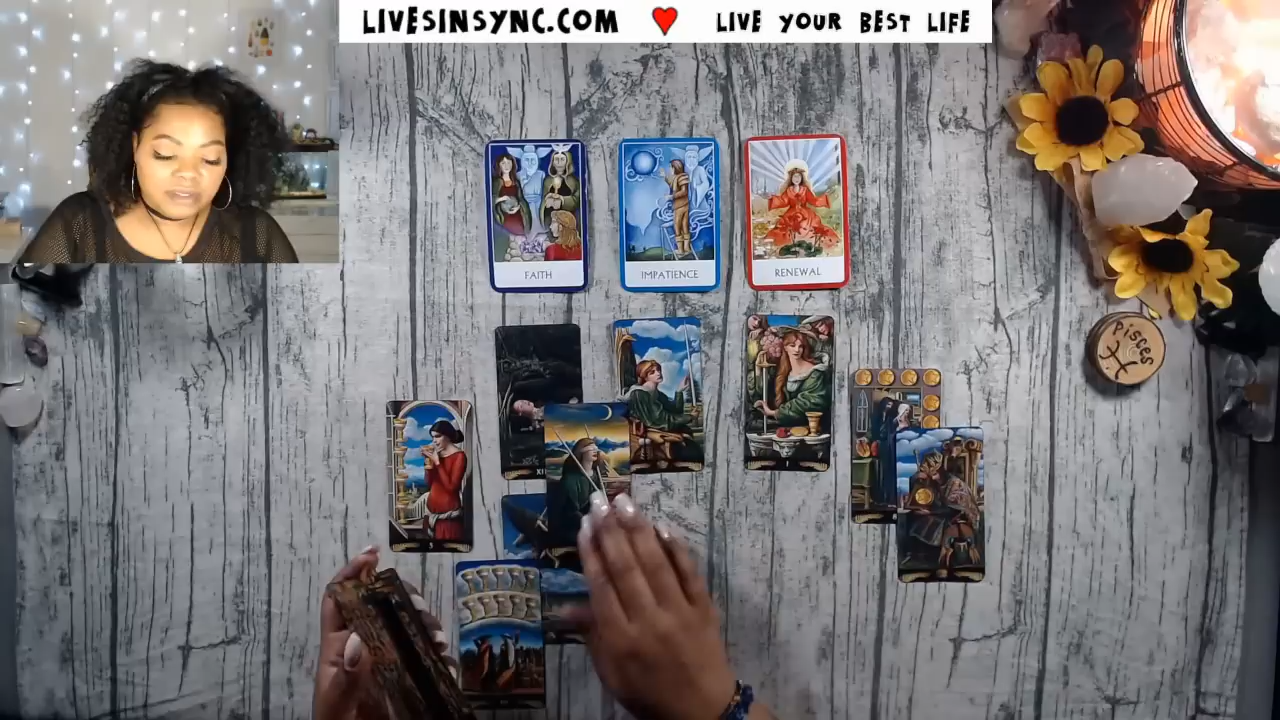 LIVESINSYNC.COM ♥ LIVE YOUR BEST LIFE
FAITH
IMPATIENCE
RENEWAL
Pisces